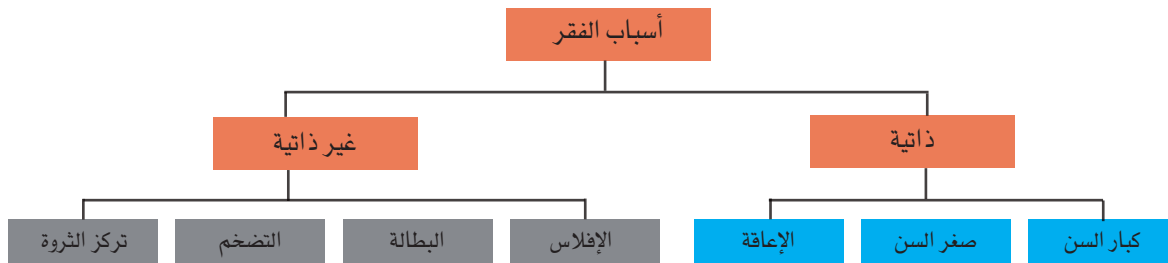 أسباب الفقر
ذاتية
غير ذاتية
كبار السن
صغر السن
الإعاقة
الإفلاس
البطالة
التضخم
تركز الثروة